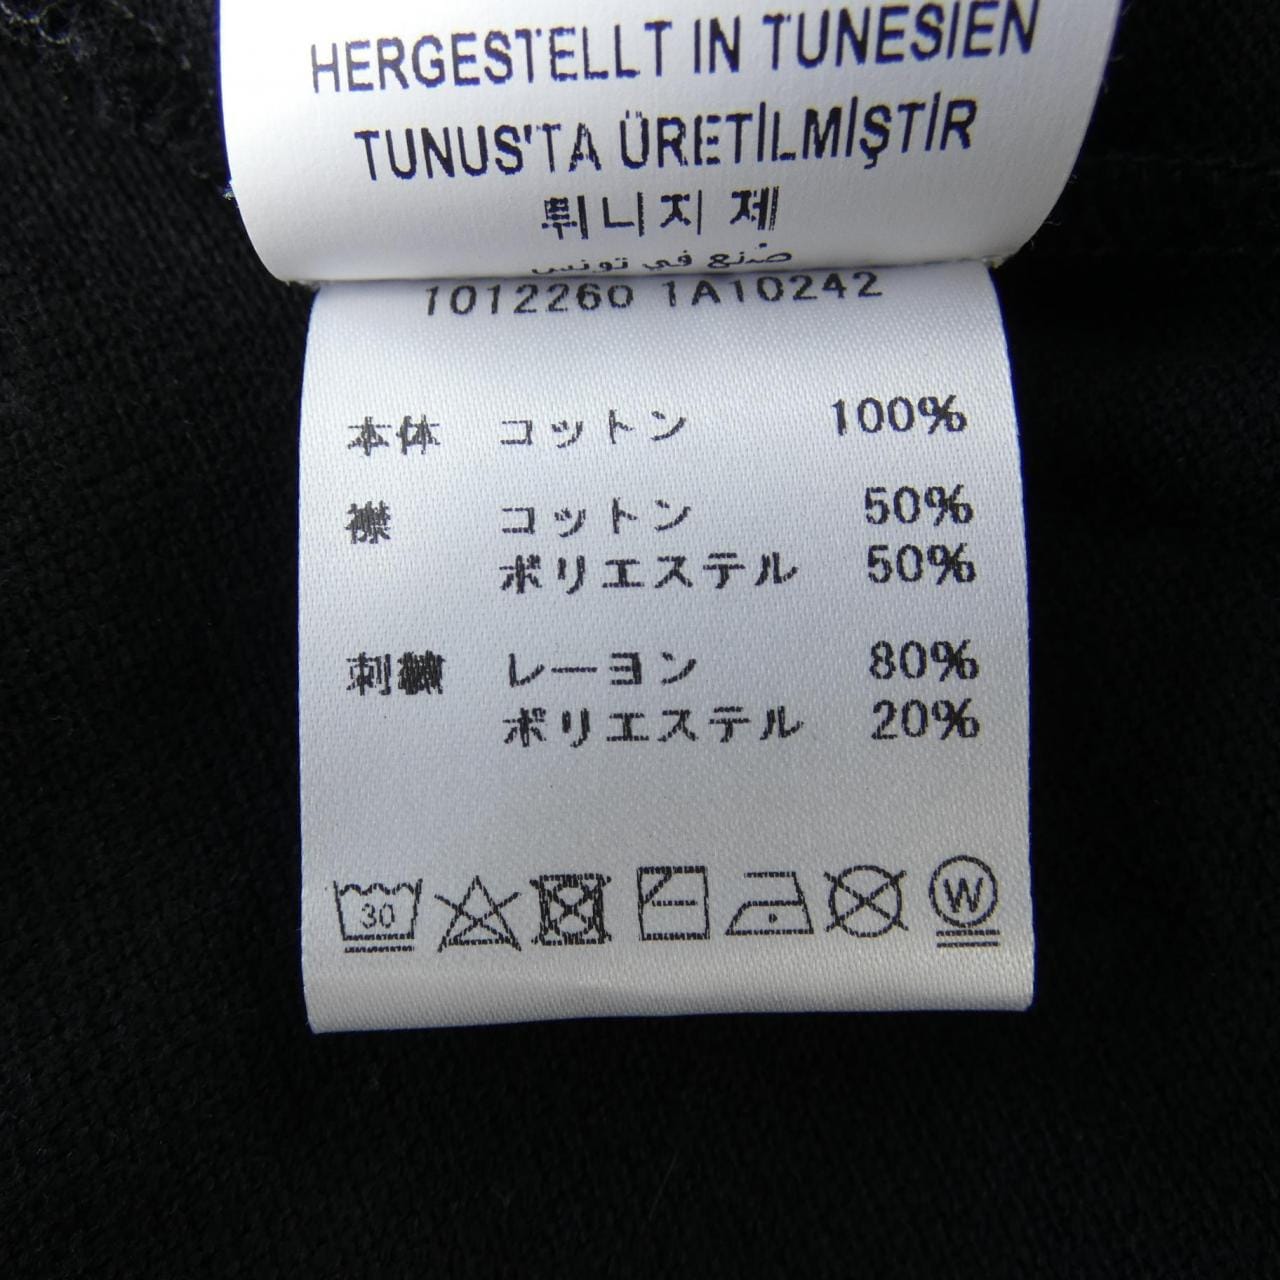 HERGESTELLT IN TUNESIEN
TUNUS'TA ÜRETİLMİŞTİR
튀니지 제
صنع في تونس
1012260 1A10242
本体 コットン 100%
襟 コットン 50%
ポリエステル 50%
刺繍 レーヨン 80%
ポリエステル 20%
30 W